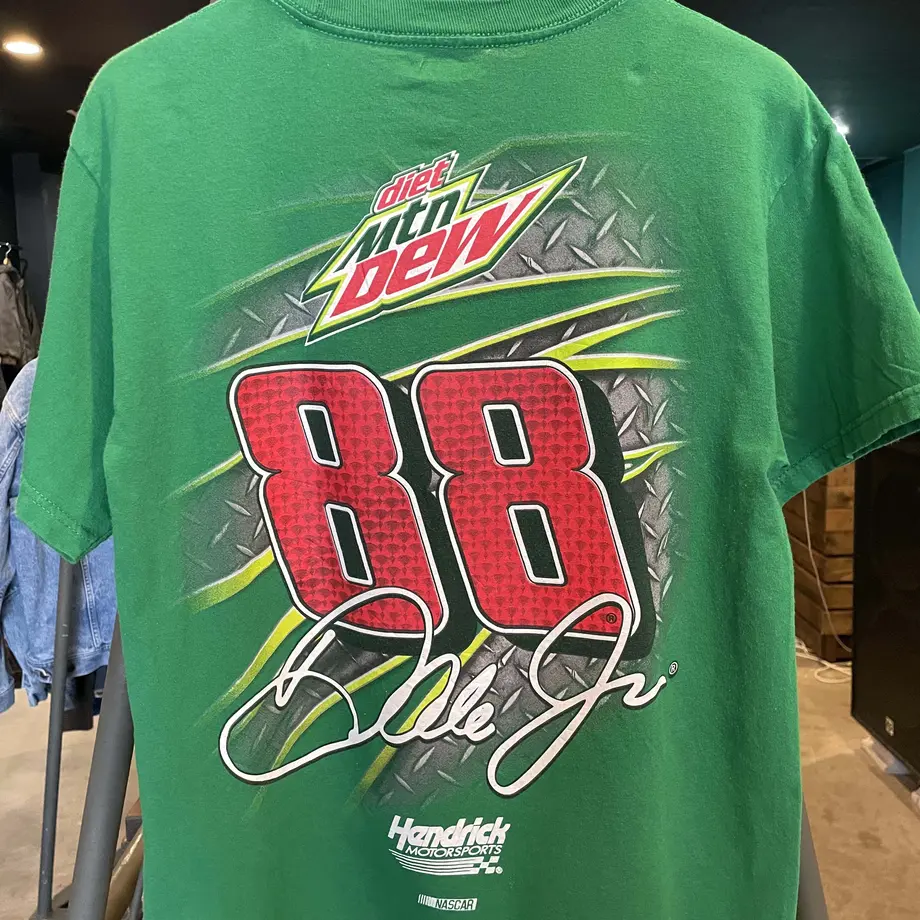 diet
Mtn
DEW
88
®
Dale Jr
®
Hendrick
MOTORSPORTS
®
NASCAR